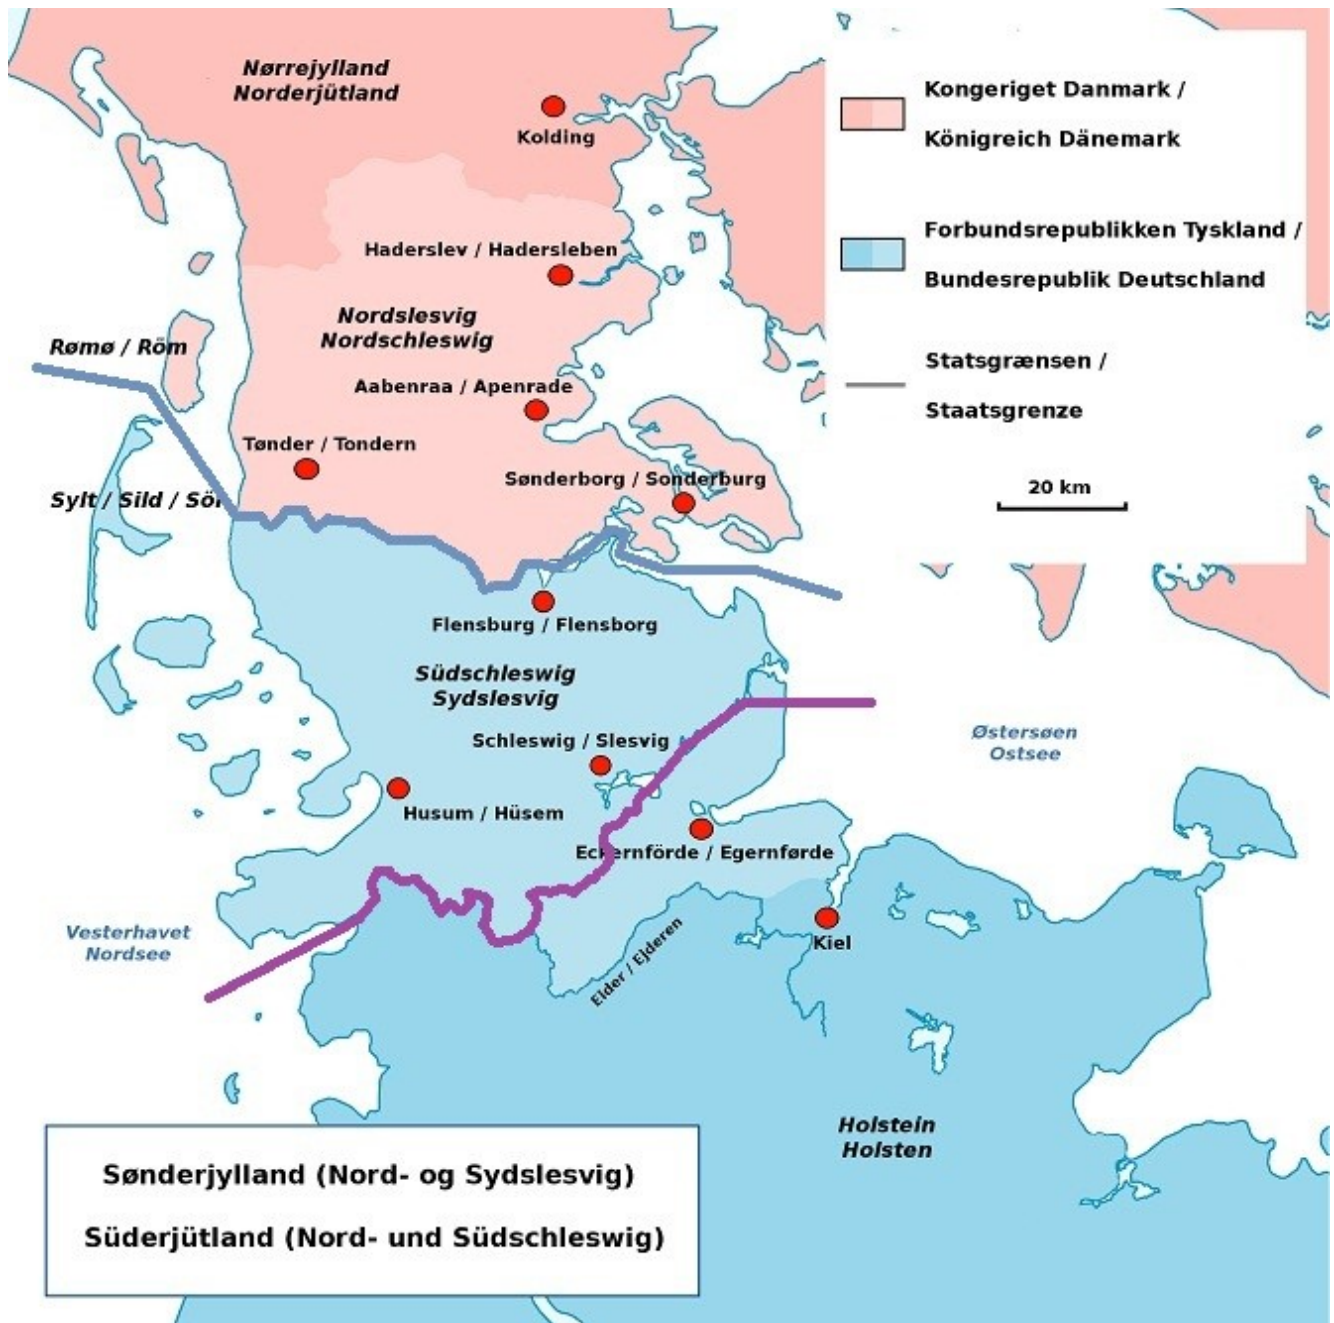 Nørrejylland
Norderjütland
Kolding
Kongeriget Danmark /
Königreich Dänemark
Haderslev / Hadersleben
Forbundsrepublikken Tyskland /
Bundesrepublik Deutschland
Nordslesvig
Nordschleswig
Rømø / Röm
Statsgrænsen /
Staatsgrenze
Aabenraa / Apenrade
Tønder / Tondern
Sønderborg / Sonderburg
20 km
Sylt / Sild / Söl
Flensburg / Flensborg
Südschleswig
Sydslesvig
Schleswig / Slesvig
Østersøen
Ostsee
Husum / Hüsem
Eckernförde / Egernførde
Vesterhavet
Nordsee
Kiel
Eider / Ejderen
Holstein
Holsten
Sønderjylland (Nord- og Sydslesvig)
Süderjütland (Nord- und Südschleswig)